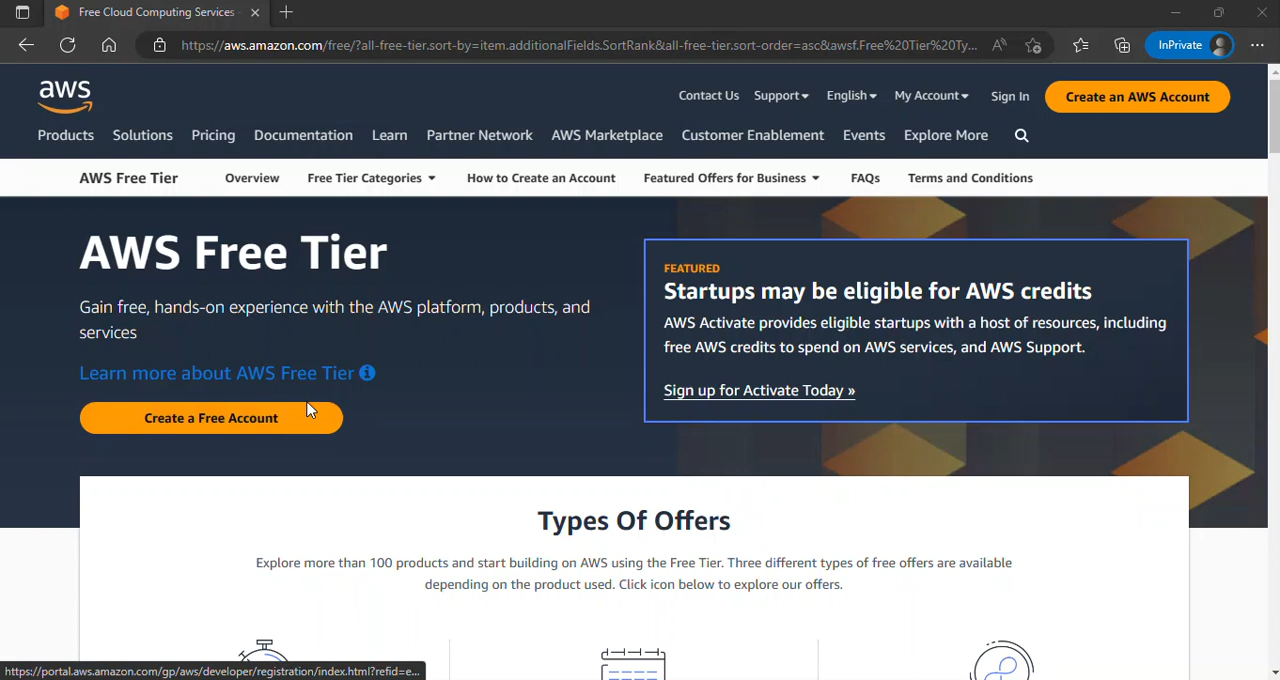 Free Cloud Computing Services
https://aws.amazon.com/free/?all-free-tier.sort-by=item.additionalFields.SortRank&all-free-tier.sort-order=asc&awsf.Free%20Tier%20Ty...
InPrivate
aws
Contact Us Support English My Account Sign In Create an AWS Account
Products Solutions Pricing Documentation Learn Partner Network AWS Marketplace Customer Enablement Events Explore More
AWS Free Tier Overview Free Tier Categories How to Create an Account Featured Offers for Business FAQs Terms and Conditions
AWS Free Tier
Gain free, hands-on experience with the AWS platform, products, and
services
Learn more about AWS Free Tier
Create a Free Account
FEATURED
Startups may be eligible for AWS credits
AWS Activate provides eligible startups with a host of resources, including
free AWS credits to spend on AWS services, and AWS Support.
Sign up for Activate Today »
Types Of Offers
Explore more than 100 products and start building on AWS using the Free Tier. Three different types of free offers are available
depending on the product used. Click icon below to explore our offers.
https://portal.aws.amazon.com/gp/aws/developer/registration/index.html?refid=e...